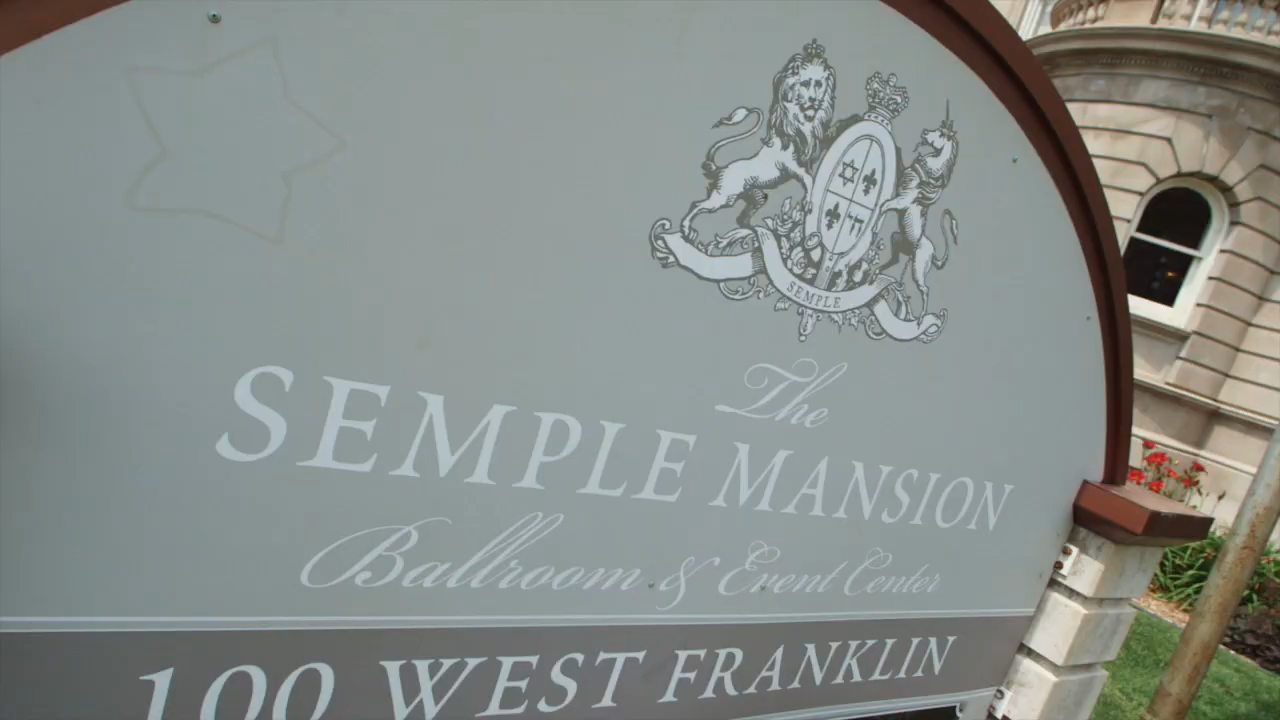 SEMPLE
The
SEMPLE MANSION
Ballroom & Event Center
100 WEST FRANKLIN